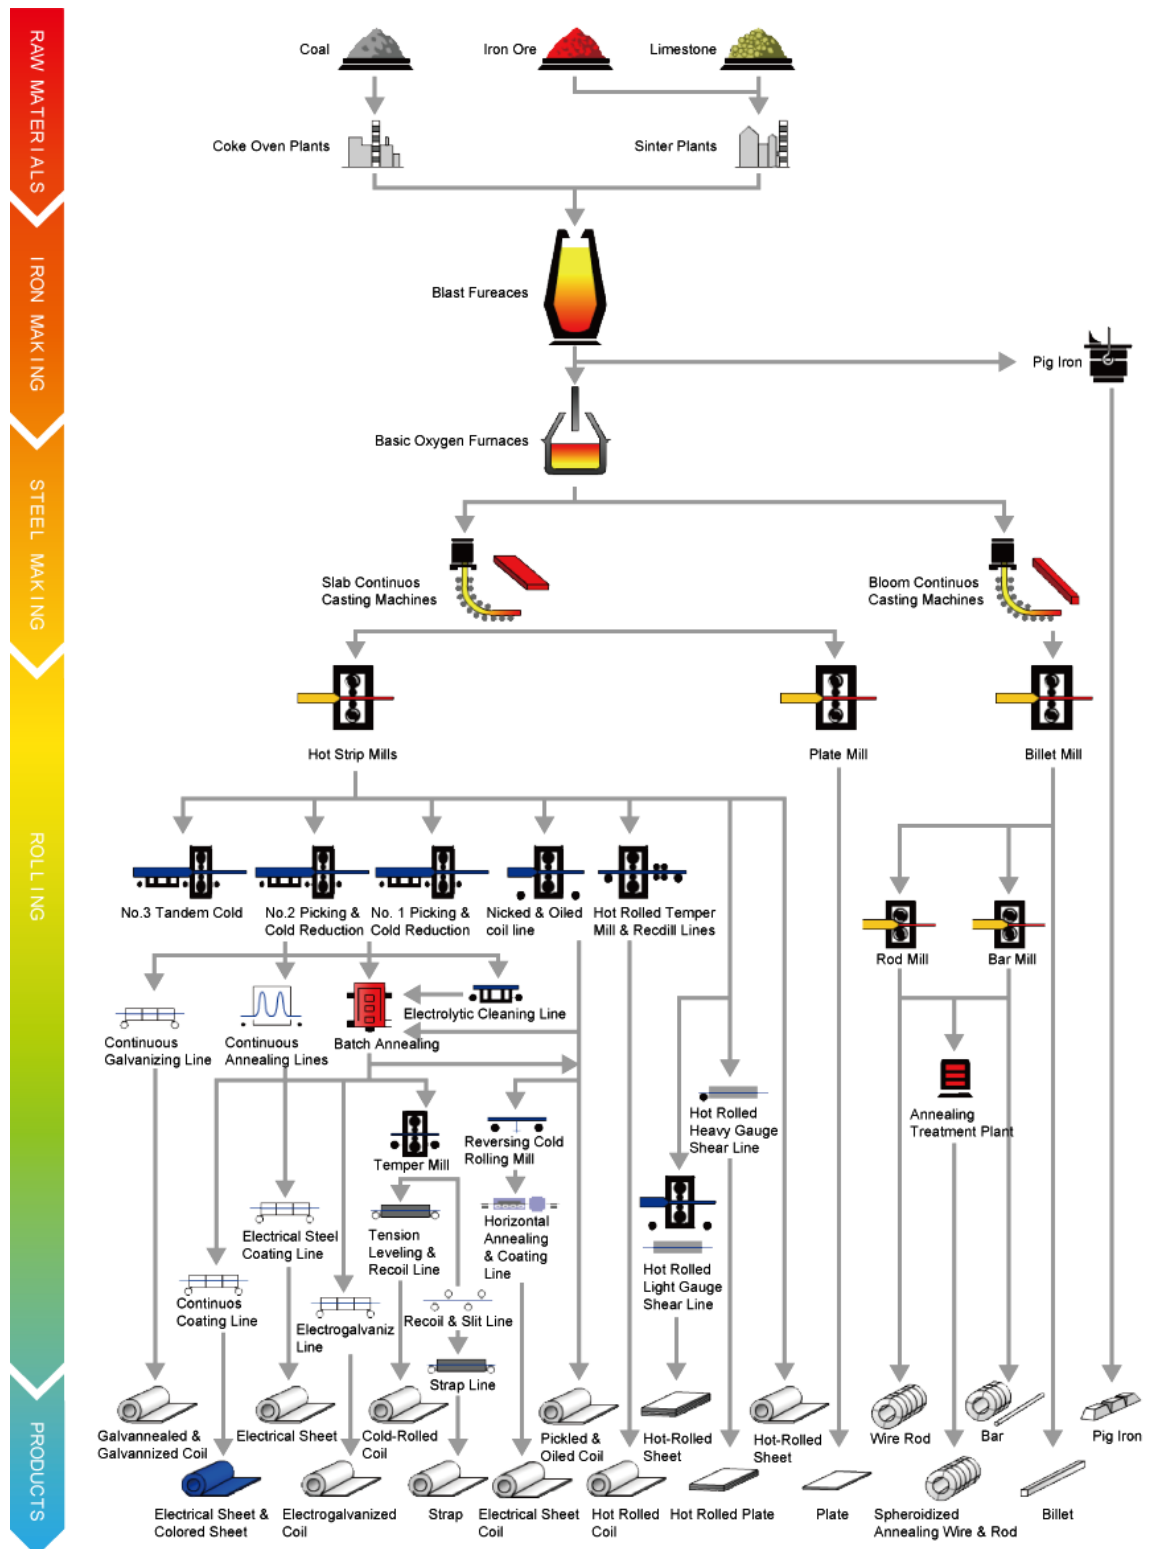 RAW MATERIALS
IRON MAKING
STEEL MAKING
ROLLING
PRODUCTS
Coal
Iron Ore
Limestone
Coke Oven Plants
Sinter Plants
Blast Fureaces
Pig Iron
Basic Oxygen Furnaces
Slab Continuos
Casting Machines
Bloom Continuos
Casting Machines
Hot Strip Mills
Plate Mill
Billet Mill
No.3 Tandem Cold
No.2 Picking &
Cold Reduction
No. 1 Picking &
Cold Reduction
Nicked & Oiled
coil line
Hot Rolled Temper
Mill & Recdill Lines
Rod Mill
Bar Mill
Continuous
Galvanizing Line
Continuous
Annealing Lines
Batch Annealing
Electrolytic Cleaning Line
Temper Mill
Reversing Cold
Rolling Mill
Hot Rolled
Heavy Gauge
Shear Line
Annealing
Treatment Plant
Electrical Steel
Coating Line
Tension
Leveling &
Recoil Line
Horizontal
Annealing
& Coating
Line
Hot Rolled
Light Gauge
Shear Line
Continuos
Coating Line
Electrogalvaniz
Line
Recoil & Slit Line
Strap Line
Galvannealed &
Galvannized Coil
Electrical Sheet
Cold-Rolled
Coil
Pickled &
Oiled Coil
Hot-Rolled
Sheet
Hot-Rolled
Sheet
Wire Rod
Bar
Pig Iron
Electrical Sheet &
Colored Sheet
Electrogalvanized
Coil
Strap
Electrical Sheet
Coil
Hot Rolled
Coil
Hot Rolled Plate
Plate
Spheroidized
Annealing Wire & Rod
Billet